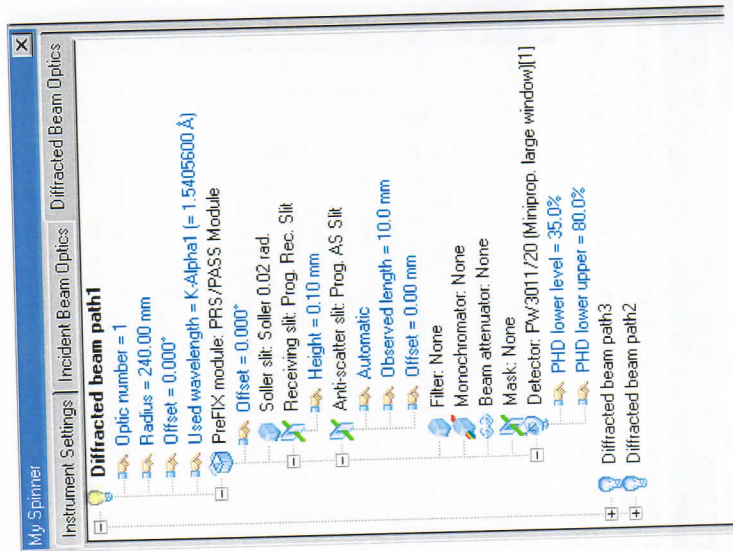 My Spinner
Instrument Settings Incident Beam Optics Diffracted Beam Optics
Diffracted beam path1
Optic number = 1
Radius = 240.00 mm
Offset = 0.000°
Used wavelength = K-Alpha1 (= 1.5405600 Å)
PreFIX module: PRS/PASS Module
Offset = 0.000°
Soller slit: Soller 0.02 rad.
Receiving slit: Prog. Rec. Slit
Height = 0.10 mm
Anti-scatter slit: Prog. AS Slit
Automatic
Observed length = 10.0 mm
Offset = 0.00 mm
Filter: None
Monochromator: None
Beam attenuator: None
Mask: None
Detector: PW3011/20 (Miniprop. large window)[1]
PHD lower level = 35.0%
PHD lower upper = 80.0%
Diffracted beam path3
Diffracted beam path2